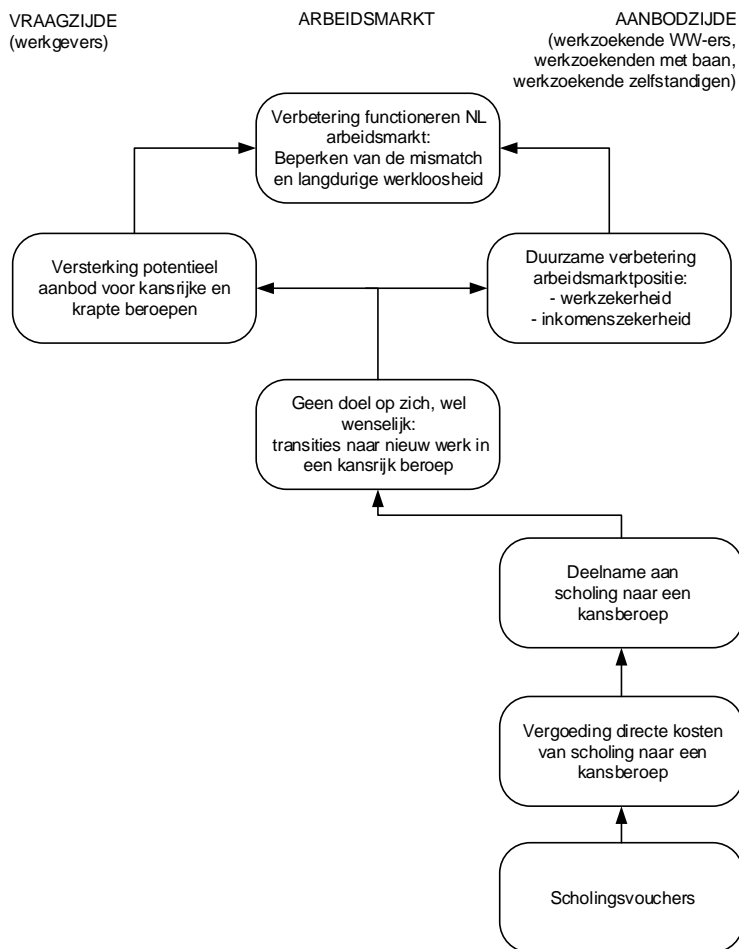 VRAAGZIJDE
(werkgevers)
ARBEIDSMARKT
AANBODZIJDE
(werkzoekende WW-ers,
werkzoekenden met baan,
werkzoekende zelfstandigen)
Verbetering functioneren NL
arbeidsmarkt:
Beperken van de mismatch
en langdurige werkloosheid
Versterking potentieel
aanbod voor kansrijke en
krapte beroepen
Duurzame verbetering
arbeidsmarktpositie:
- werkzekerheid
- inkomenszekerheid
Geen doel op zich, wel
wenselijk:
transities naar nieuw werk in
een kansrijk beroep
Deelname aan
scholing naar een
kansberoep
Vergoeding directe kosten
van scholing naar een
kansberoep
Scholingsvouchers